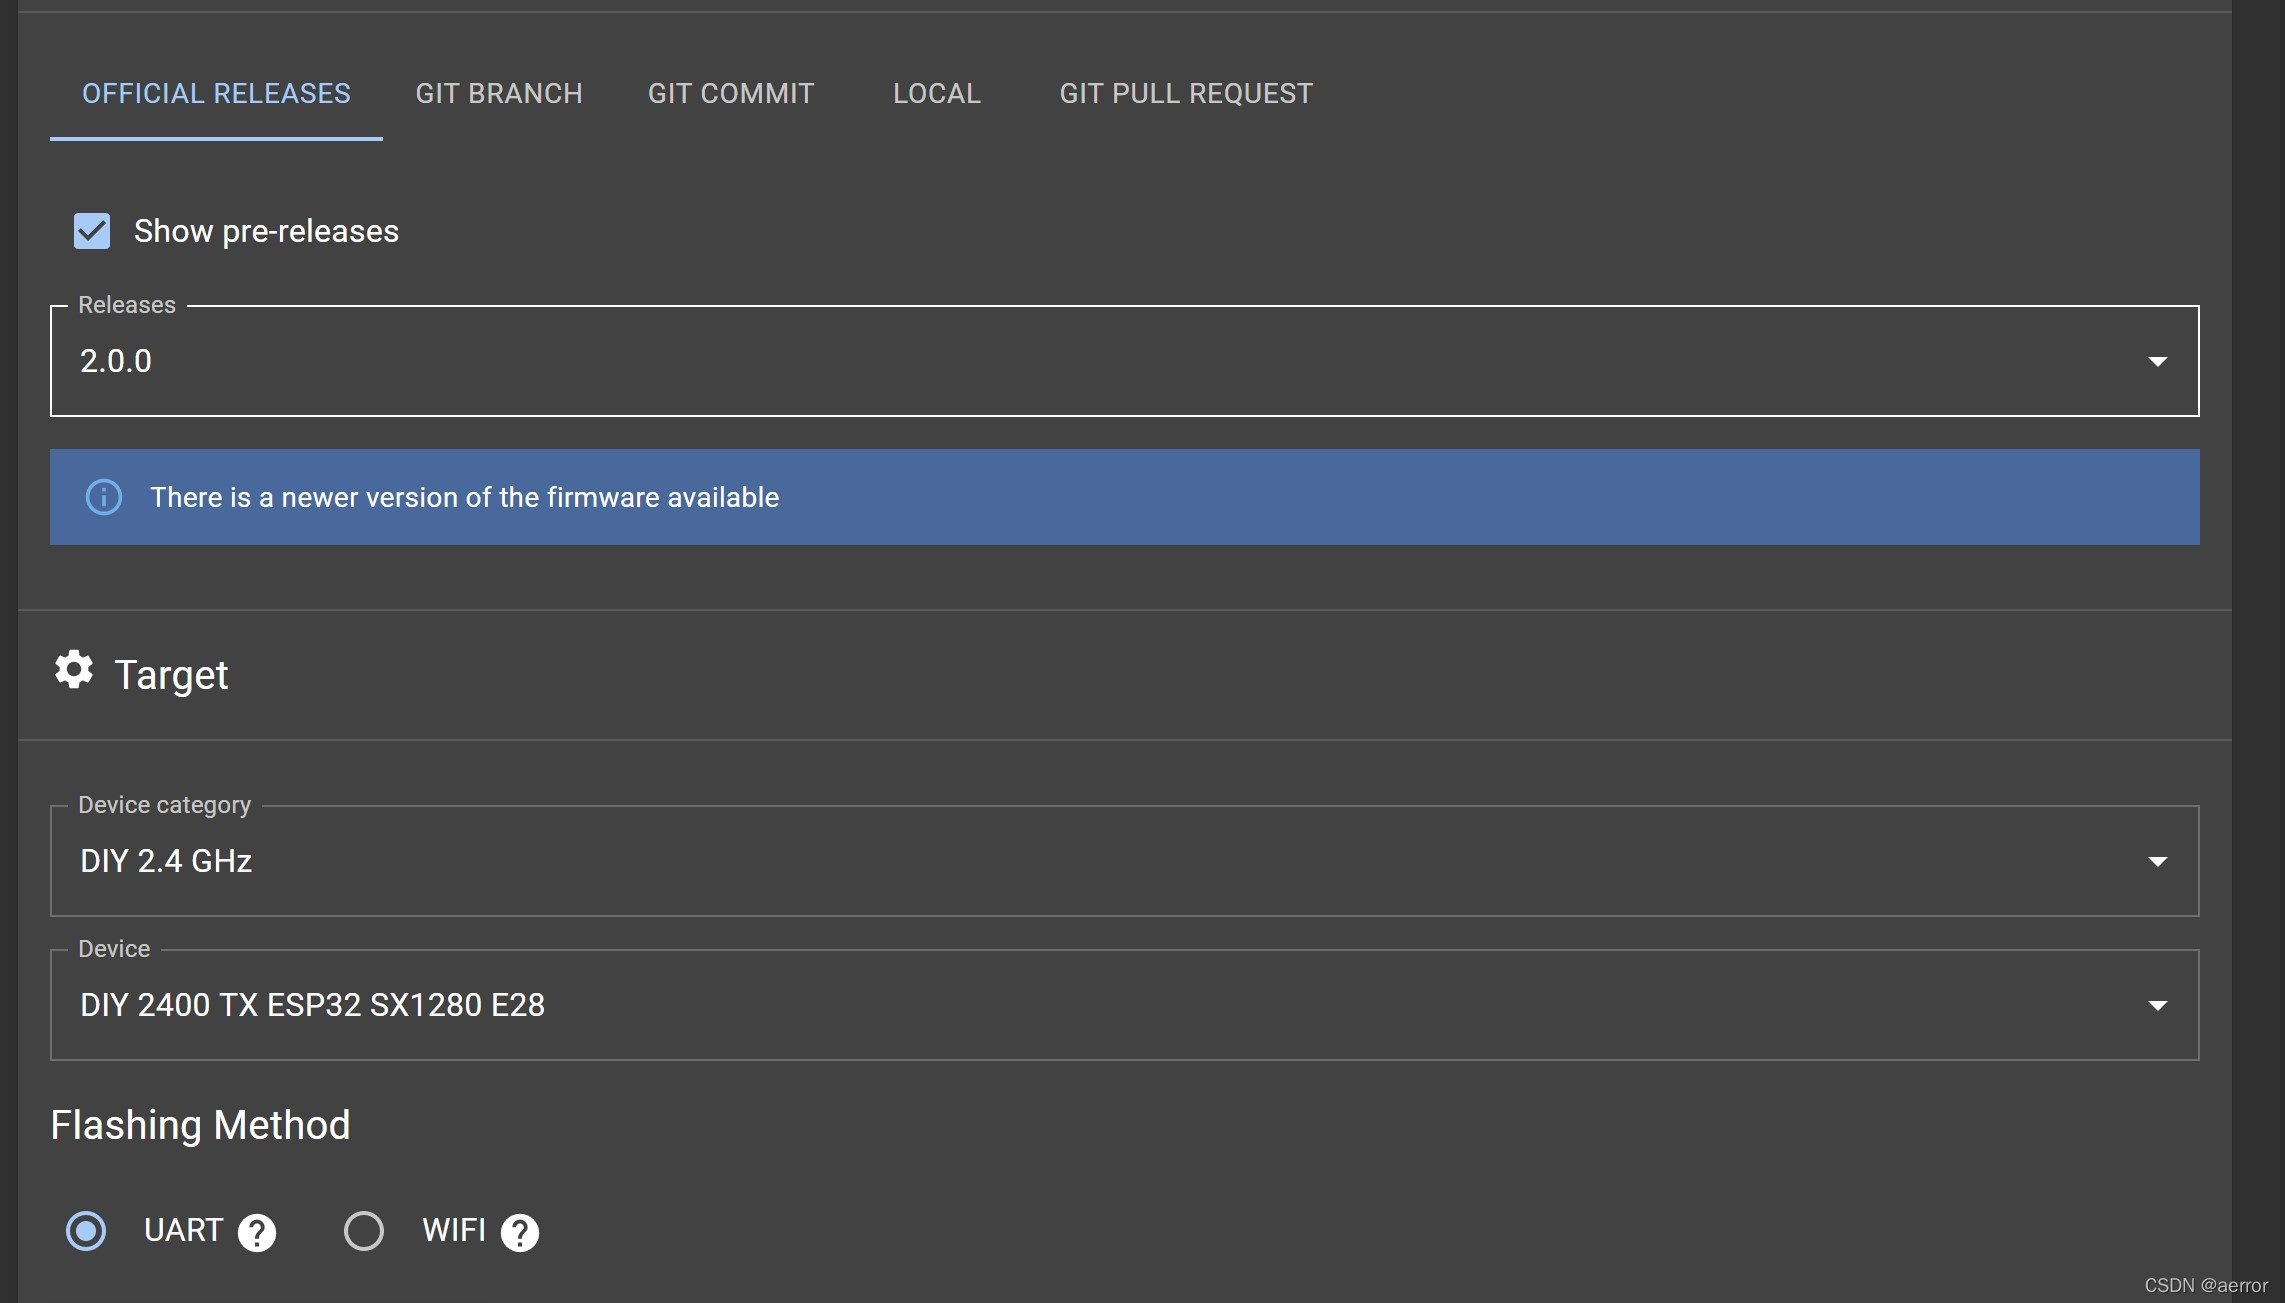 OFFICIAL RELEASES GIT BRANCH GIT COMMIT LOCAL GIT PULL REQUEST
Show pre-releases
Releases
2.0.0
There is a newer version of the firmware available
Target
Device category
DIY 2.4 GHz
Device
DIY 2400 TX ESP32 SX1280 E28
Flashing Method
UART ? WIFI ?
CSDN @aerror